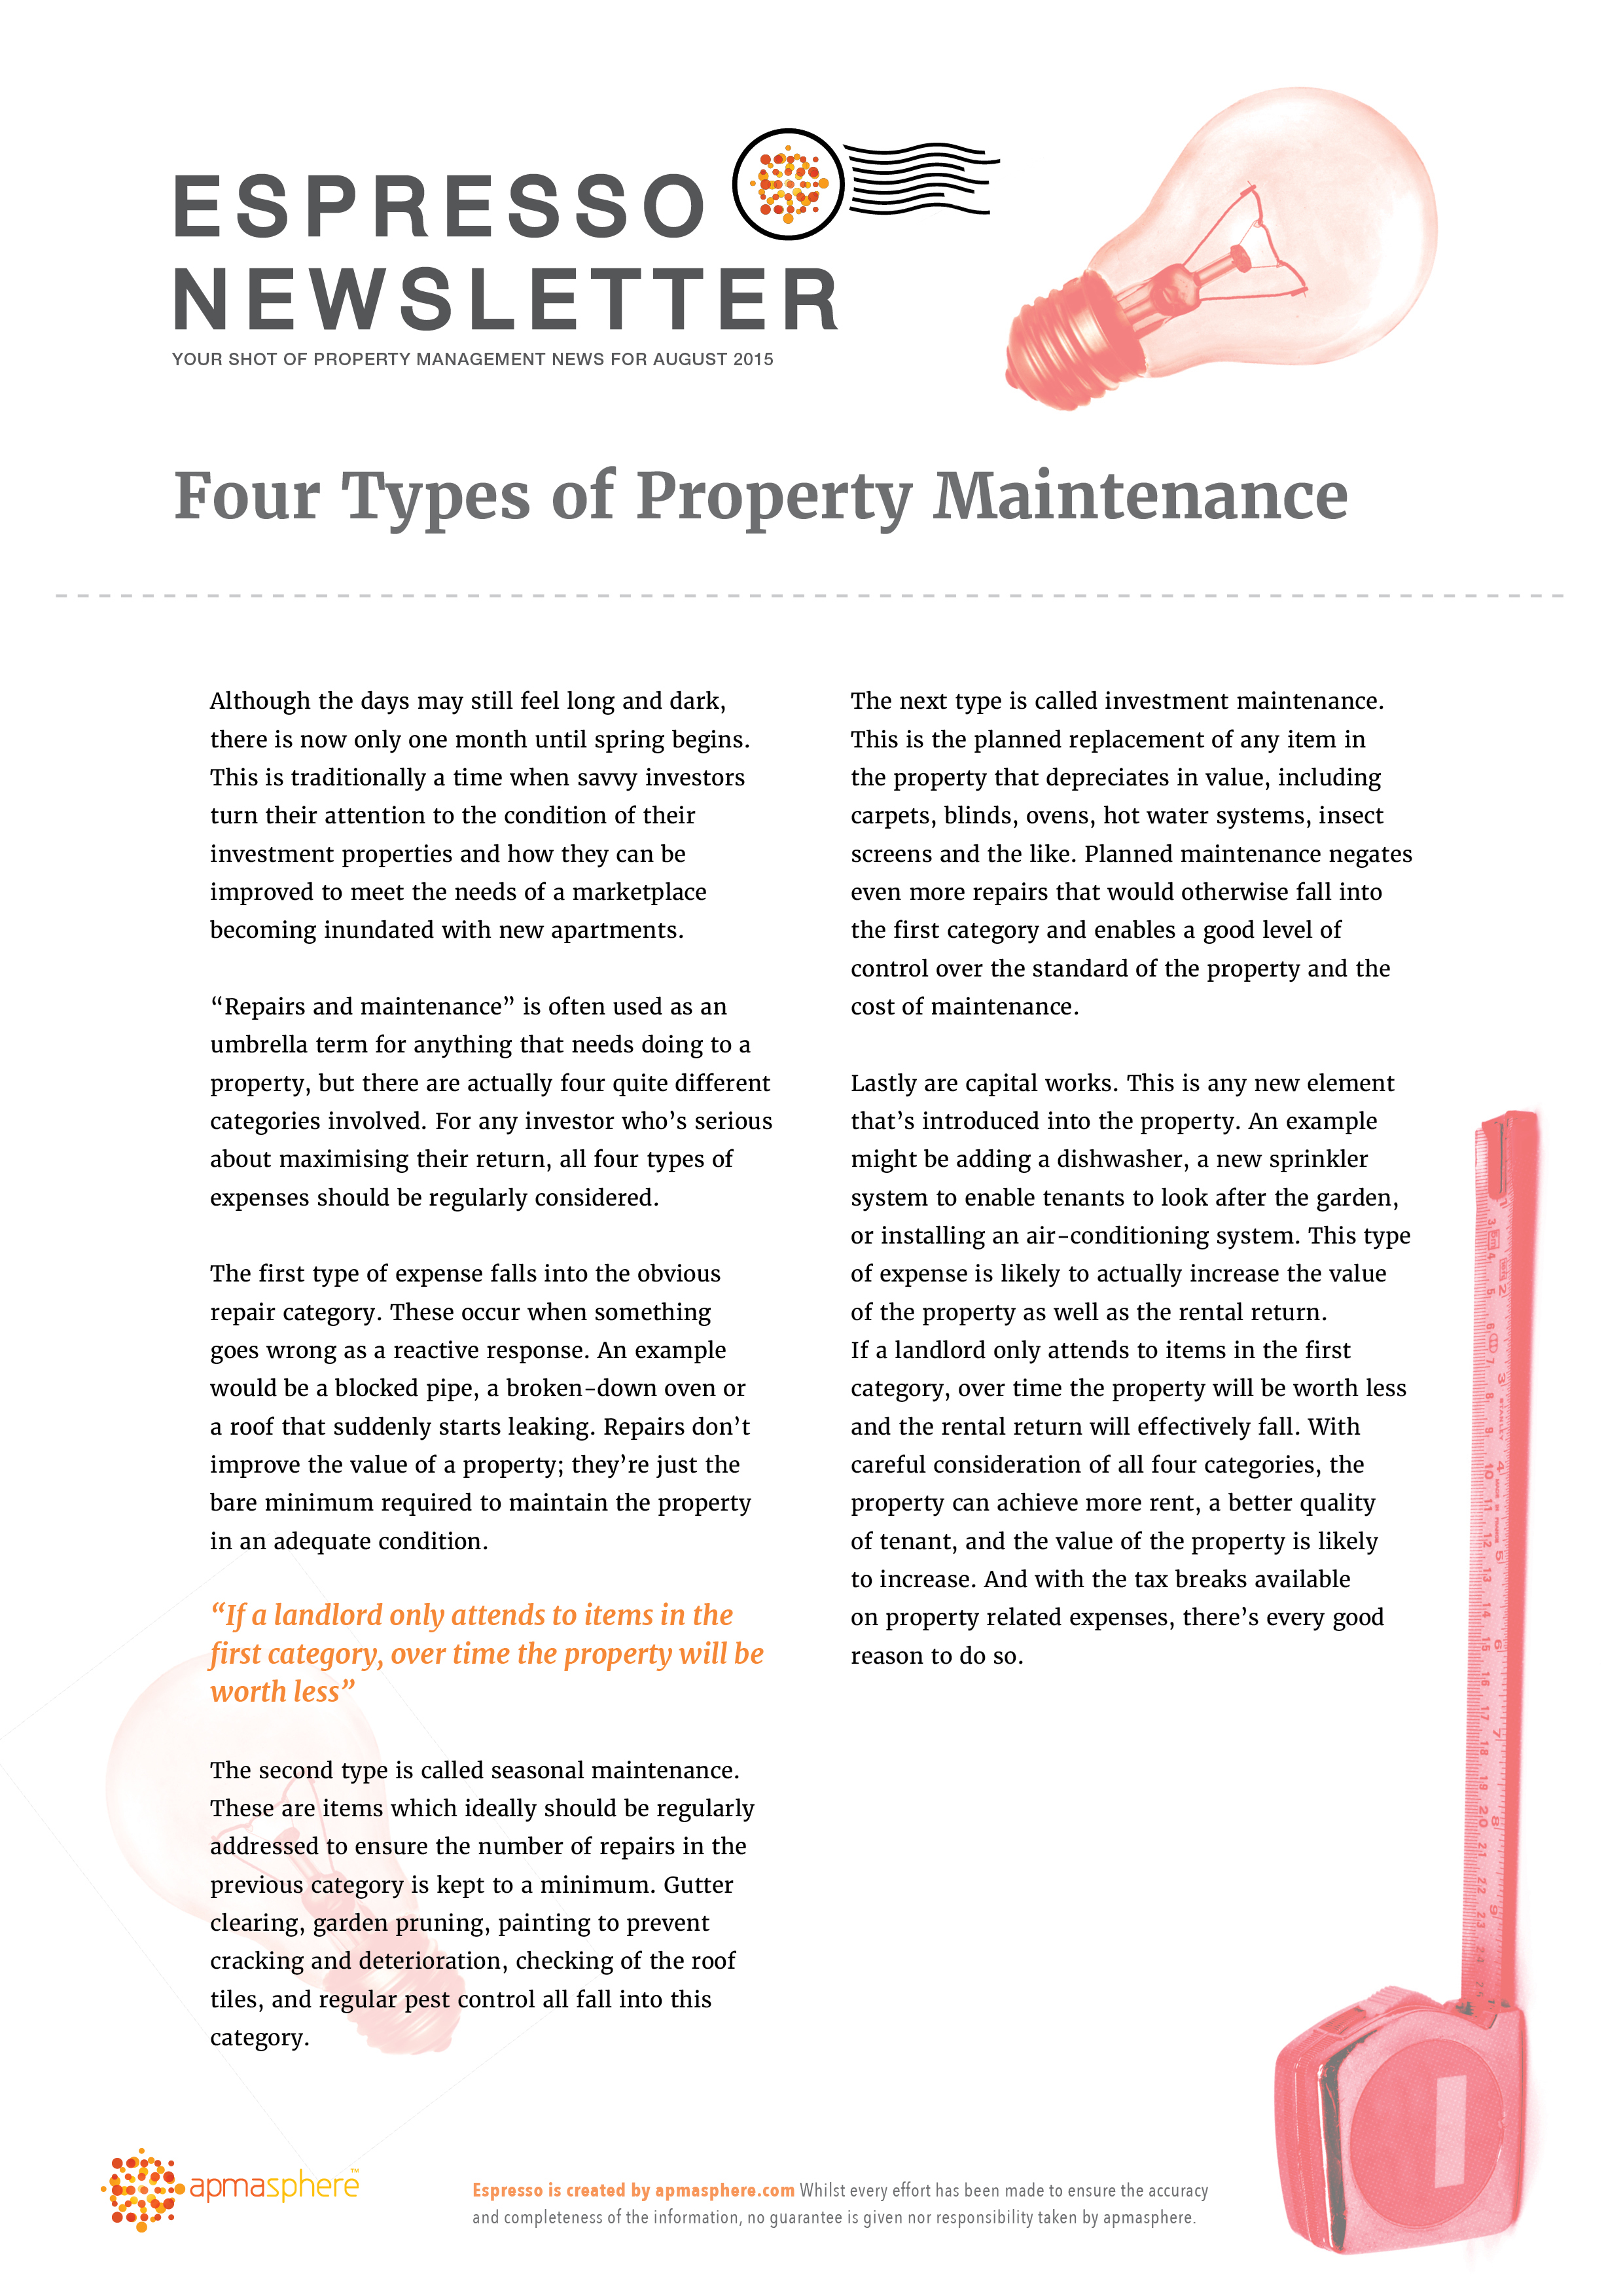 ESPRESSO
NEWSLETTER
YOUR SHOT OF PROPERTY MANAGEMENT NEWS FOR AUGUST 2015
Four Types of Property Maintenance
Although the days may still feel long and dark,
there is now only one month until spring begins.
This is traditionally a time when savvy investors
turn their attention to the condition of their
investment properties and how they can be
improved to meet the needs of a marketplace
becoming inundated with new apartments.
“Repairs and maintenance” is often used as an
umbrella term for anything that needs doing to a
property, but there are actually four quite different
categories involved. For any investor who’s serious
about maximising their return, all four types of
expenses should be regularly considered.
The first type of expense falls into the obvious
repair category. These occur when something
goes wrong as a reactive response. An example
would be a blocked pipe, a broken-down oven or
a roof that suddenly starts leaking. Repairs don’t
improve the value of a property; they’re just the
bare minimum required to maintain the property
in an adequate condition.
“If a landlord only attends to items in the
first category, over time the property will be
worth less”
The second type is called seasonal maintenance.
These are items which ideally should be regularly
addressed to ensure the number of repairs in the
previous category is kept to a minimum. Gutter
clearing, garden pruning, painting to prevent
cracking and deterioration, checking of the roof
tiles, and regular pest control all fall into this
category.
The next type is called investment maintenance.
This is the planned replacement of any item in
the property that depreciates in value, including
carpets, blinds, ovens, hot water systems, insect
screens and the like. Planned maintenance negates
even more repairs that would otherwise fall into
the first category and enables a good level of
control over the standard of the property and the
cost of maintenance.
Lastly are capital works. This is any new element
that’s introduced into the property. An example
might be adding a dishwasher, a new sprinkler
system to enable tenants to look after the garden,
or installing an air-conditioning system. This type
of expense is likely to actually increase the value
of the property as well as the rental return.
If a landlord only attends to items in the first
category, over time the property will be worth less
and the rental return will effectively fall. With
careful consideration of all four categories, the
property can achieve more rent, a better quality
of tenant, and the value of the property is likely
to increase. And with the tax breaks available
on property related expenses, there’s every good
reason to do so.
apmasphere™
Espresso is created by apmasphere.com Whilst every effort has been made to ensure the accuracy
and completeness of the information, no guarantee is given nor responsibility taken by apmasphere.